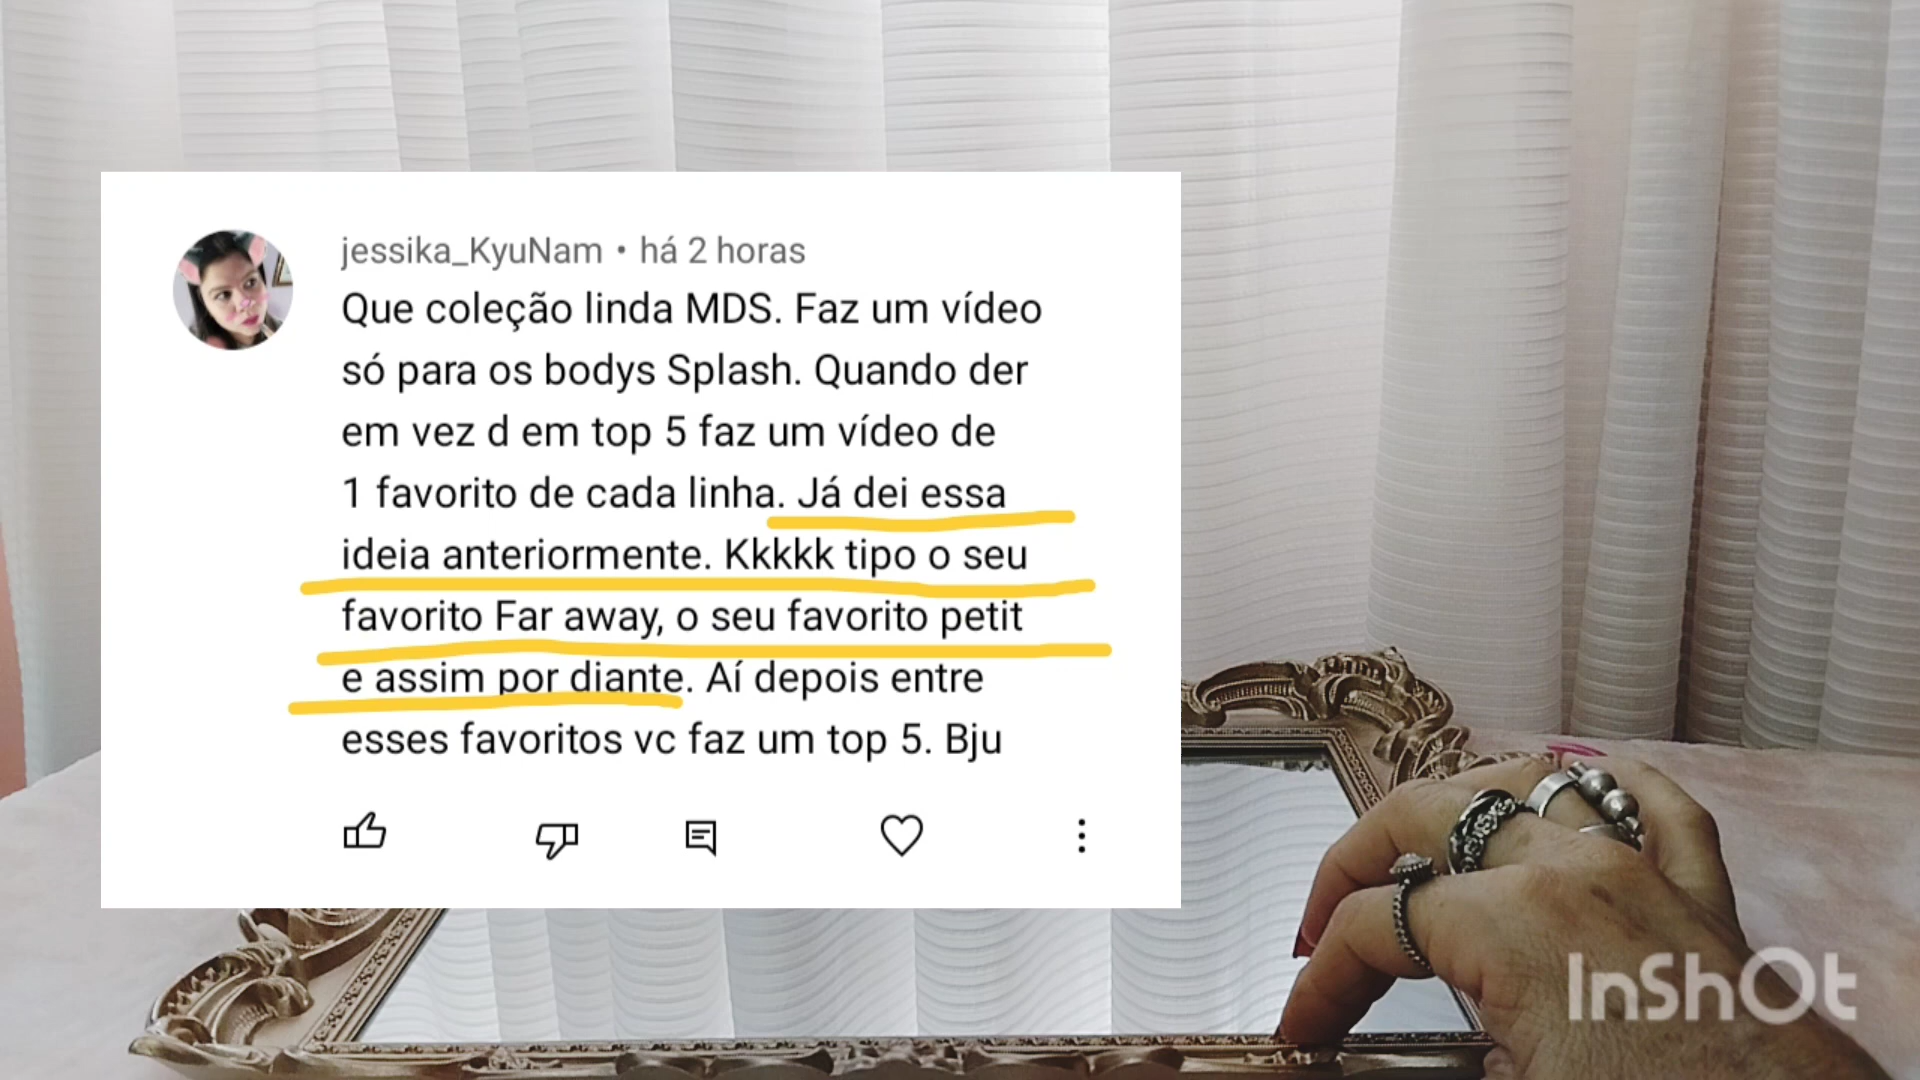 jessika_KyuNam • há 2 horas
Que coleção linda MDS. Faz um vídeo
só para os bodys Splash. Quando der
em vez d em top 5 faz um vídeo de
1 favorito de cada linha. Já dei essa
ideia anteriormente. Kkkkk tipo o seu
favorito Far away, o seu favorito petit
e assim por diante. Aí depois entre
esses favoritos vc faz um top 5. Bju
InShOt